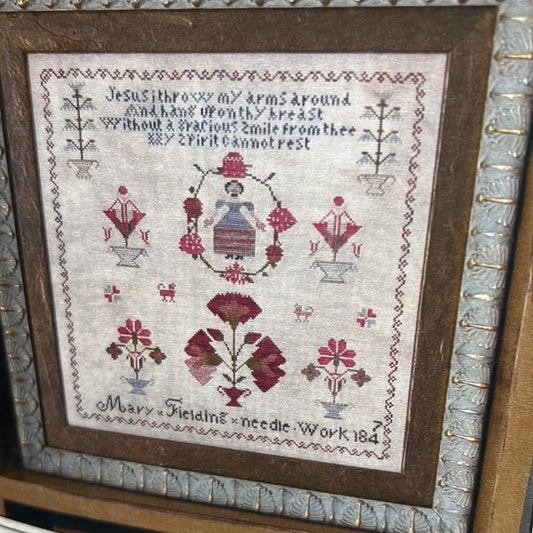 Jesus i throw my arms around
And hang upon thy breast
Without a gracious smile from thee
My spirit cannot rest
Mary × Fielding × needle · Work 1847